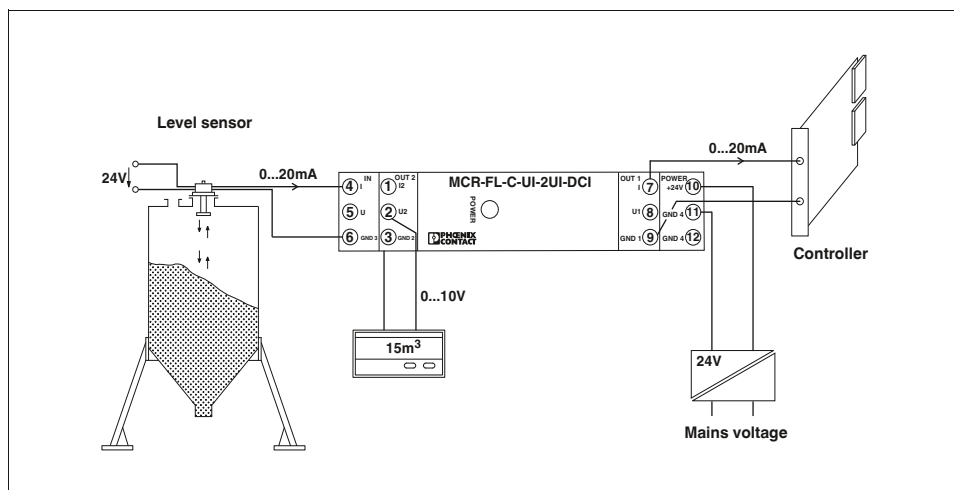 Level sensor
24V
0...20mA
4 I IN
5 U
6 GND 3
1 OUT 2 I2
2 U2
3 GND 2
MCR-FL-C-UI-2UI-DCI
POWER
PHŒNIX
CONTACT
OUT 1
I 7
U1 8
GND 1 9
POWER
+24V 10
GND 4 11
GND 4 12
0...20mA
Controller
0...10V
15m³
24V
Mains voltage